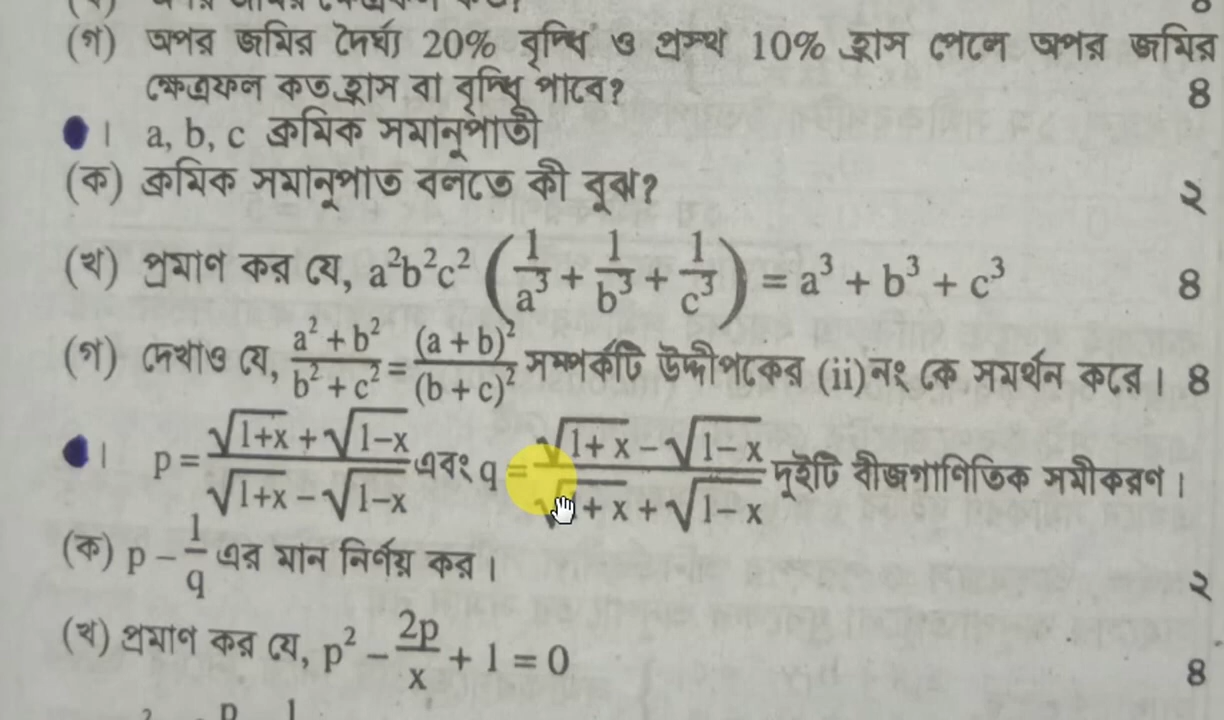 (গ) অপর জমির দৈর্ঘ্য 20% বৃদ্ধি ও প্রস্থ 10% হ্রাস পেলে অপর জমির
ক্ষেত্রফল কত হ্রাস বা বৃদ্ধি পাবে? 8
। a, b, c ক্রমিক সমানুপাতী
(ক) ক্রমিক সমানুপাত বলতে কী বুঝ? ২
(খ) প্রমাণ কর যে, a²b²c² (1/a³ + 1/b³ + 1/c³) = a³ + b³ + c³ 8
(গ) দেখাও যে, (a² + b²)/(b² + c²) = (a + b)²/(b + c)² সম্পর্কটি উদ্দীপকের (ii) নং কে সমর্থন করে। 8
। p = (√1+x + √1–x)/(√1+x – √1–x) এবং q = (√1+x – √1–x)/(√1+x + √1–x) দুইটি বীজগাণিতিক সমীকরণ।
(ক) p – 1/q এর মান নির্ণয় কর। ২
(খ) প্রমাণ কর যে, p² – 2p/x + 1 = 0 8